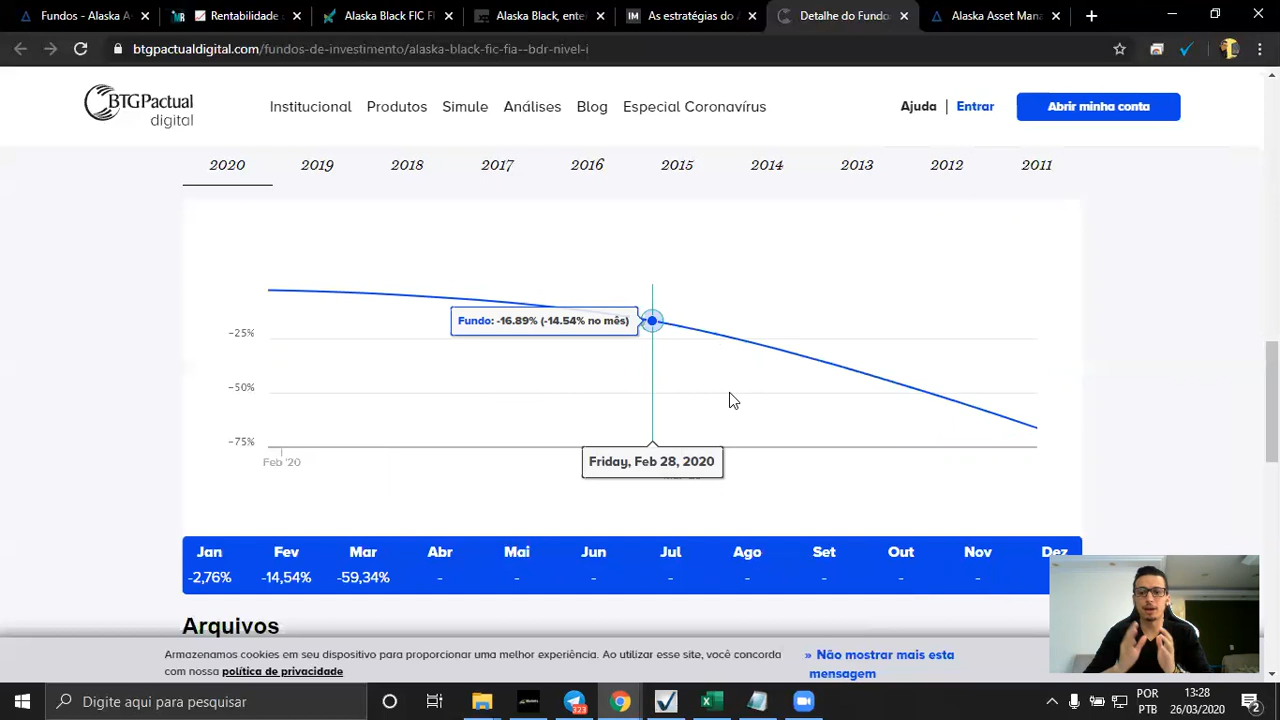 Fundos - Alaska A
Rentabilidade
Alaska Black FIC F
Alaska Black, ente
As estratégias do
Detalhe do Fundo
Alaska Asset Mana
btgpactualdigital.com/fundos-de-investimento/alaska-black-fic-fia--bdr-nivel-i
BTGPactual
digital
Institucional Produtos Simule Análises Blog Especial Coronavírus
Ajuda | Entrar
Abrir minha conta
2020 2019 2018 2017 2016 2015 2014 2013 2012 2011
Fundo: -16.89% (-14.54% no mês)
-25%
-50%
-75%
Feb '20
Friday, Feb 28, 2020
Jan Fev Mar Abr Mai Jun Jul Ago Set Out Nov Dez
-2,76% -14,54% -59,34% - - - - - - - -
Arquivos
Armazenamos cookies em seu dispositivo para proporcionar uma melhor experiência. Ao utilizar esse site, você concorda
com nossa política de privacidade
» Não mostrar mais esta
mensagem
Digite aqui para pesquisar
323
POR
PTB
13:28
26/03/2020
2